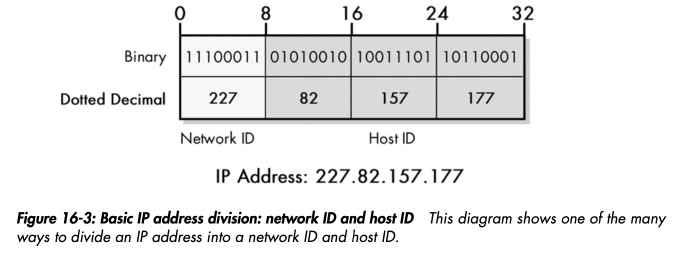 0 8 16 24 32
Binary 11100011 01010010 10011101 10110001
Dotted Decimal 227 82 157 177
Network ID Host ID
IP Address: 227.82.157.177
Figure 16-3: Basic IP address division: network ID and host ID This diagram shows one of the many
ways to divide an IP address into a network ID and host ID.